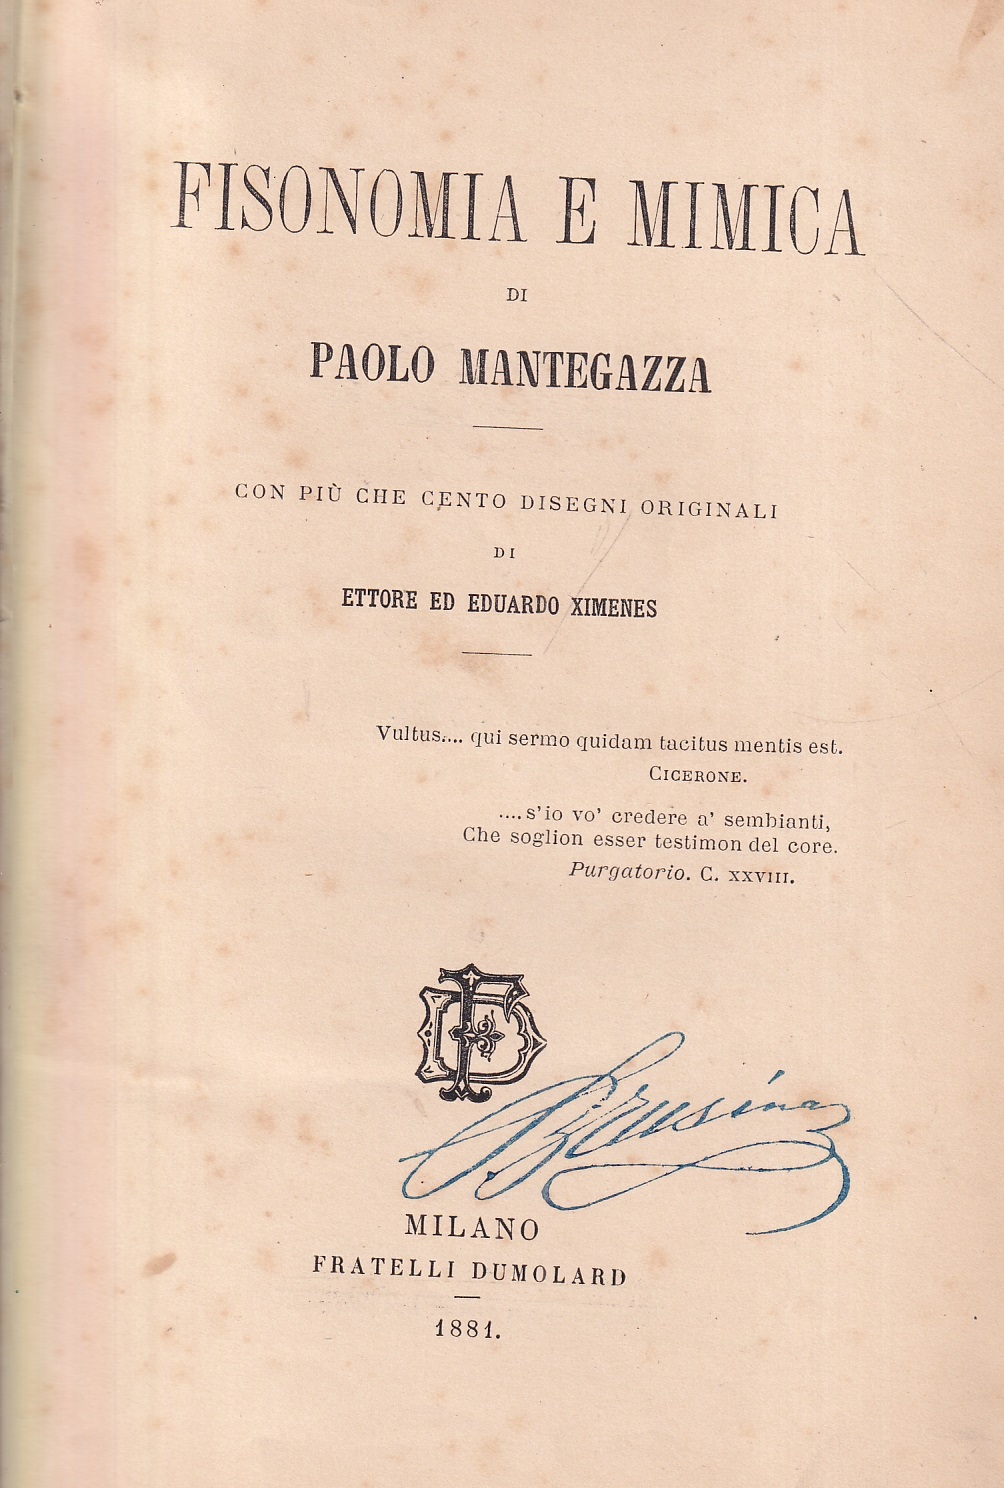 FISONOMIA E MIMICA
DI
PAOLO MANTEGAZZA
CON PIÙ CHE CENTO DISEGNI ORIGINALI
DI
ETTORE ED EDUARDO XIMENES
Vultus.... qui sermo quidam tacitus mentis est.
CICERONE.
....s'io vo' credere a' sembianti,
Che soglion esser testimon del core.
Purgatorio. C. XXVIII.
FD
Brusina
MILANO
FRATELLI DUMOLARD
1881.